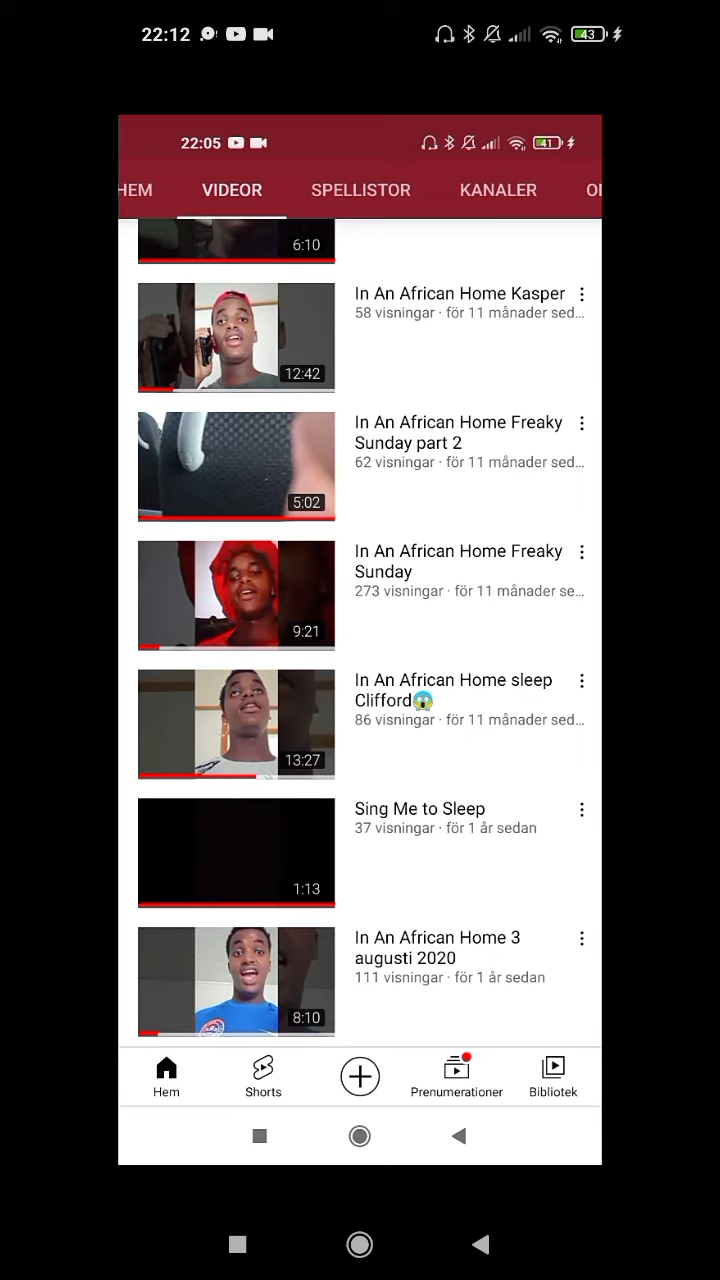 22:12
43
22:05
41
HEM VIDEOR SPELLISTOR KANALER
6:10
In An African Home Kasper
58 visningar · för 11 månader sed...
12:42
In An African Home Freaky
Sunday part 2
62 visningar · för 11 månader sed...
5:02
In An African Home Freaky
Sunday
273 visningar · för 11 månader se...
9:21
In An African Home sleep
Clifford😱
86 visningar · för 11 månader sed...
13:27
Sing Me to Sleep
37 visningar · för 1 år sedan
1:13
In An African Home 3
augusti 2020
111 visningar · för 1 år sedan
8:10
Hem Shorts Prenumerationer Bibliotek